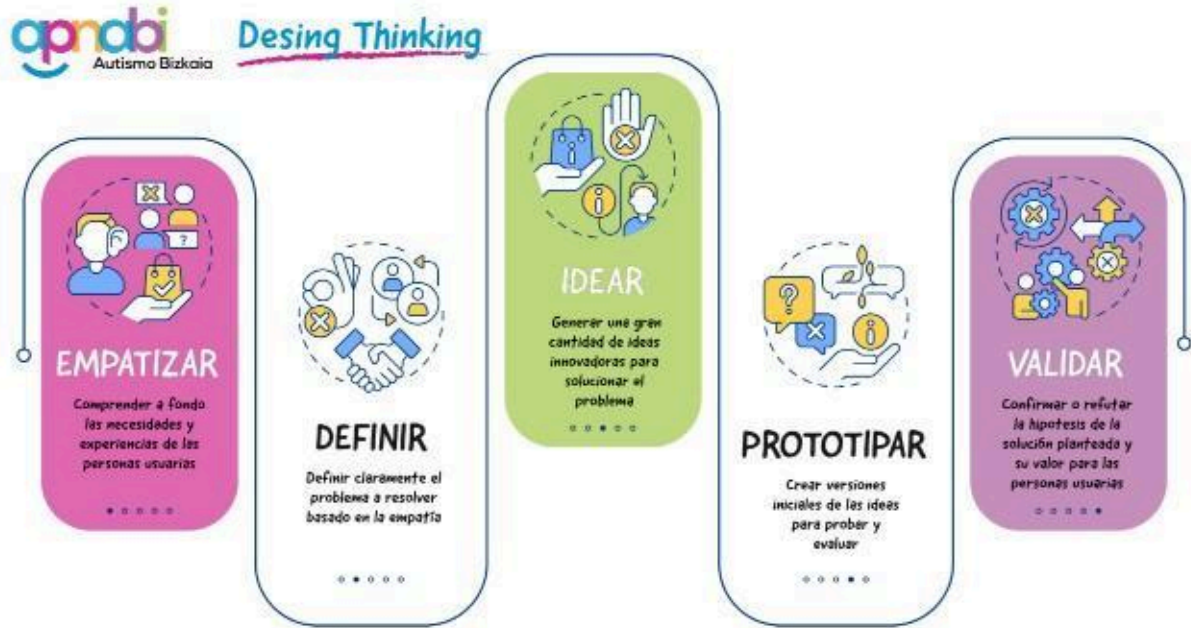 apnabi
Autismo Bizkaia
Desing Thinking
EMPATIZAR
Comprender a fondo
las necesidades y
experiencias de las
personas usuarias
DEFINIR
Definir claramente el
problema a resolver
basado en la empatía
IDEAR
Generar una gran
cantidad de ideas
innovadoras para
solucionar el
problema
PROTOTIPAR
Crear versiones
iniciales de las ideas
para probar y
evaluar
VALIDAR
Confirmar o refutar
la hipotesis de la
solución planteada y
su valor para las
personas usuarias